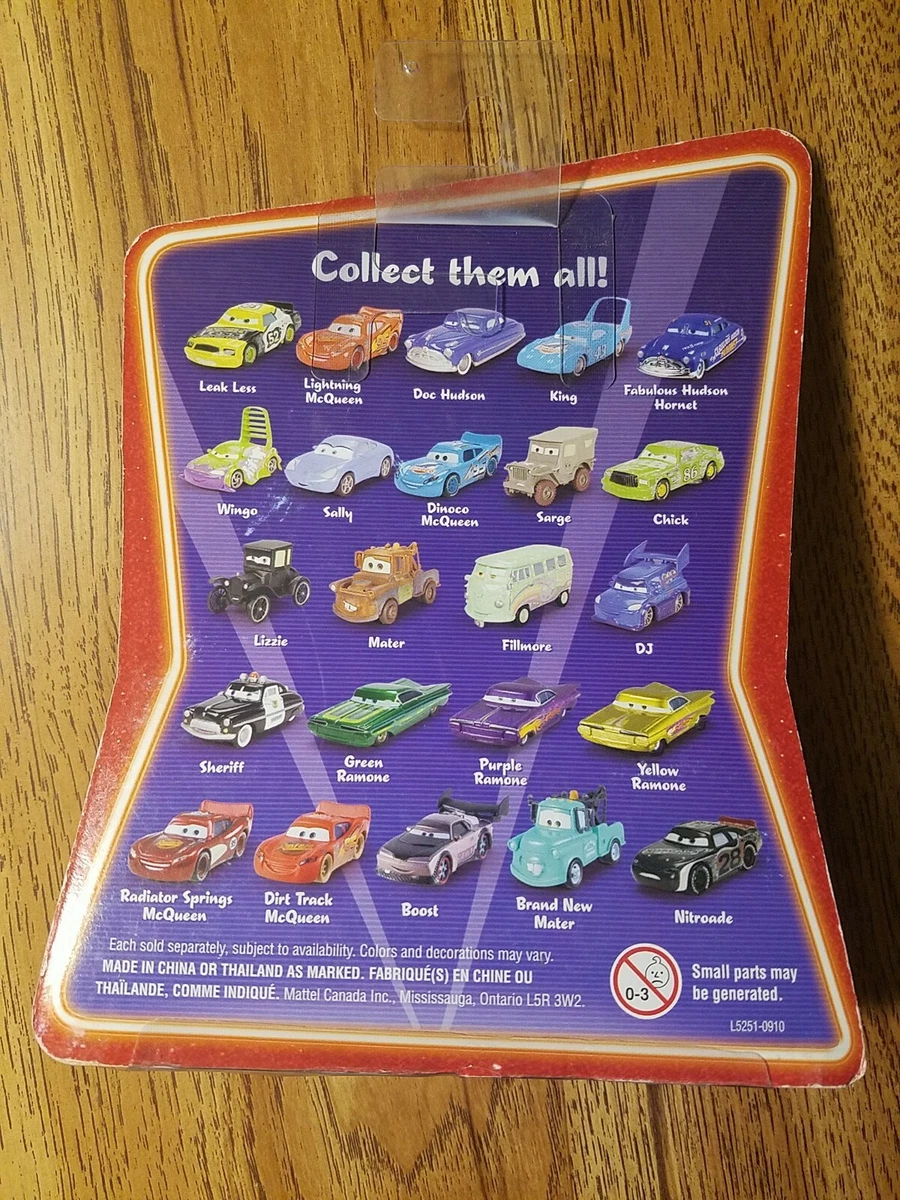 Collect them all!
52
Leak Less
Lightning
McQueen
Doc Hudson
King
Fabulous Hudson
Hornet
Wingo
Sally
Dinoco
McQueen
Sarge
86
Chick
Lizzie
Mater
Fillmore
DJ
Sheriff
Green
Ramone
Purple
Ramone
Yellow
Ramone
Radiator Springs
McQueen
Dirt Track
McQueen
Boost
Brand New
Mater
28
Nitroade
Each sold separately, subject to availability. Colors and decorations may vary.
MADE IN CHINA OR THAILAND AS MARKED. FABRIQUÉ(S) EN CHINE OU
THAÏLANDE, COMME INDIQUÉ. Mattel Canada Inc., Mississauga, Ontario L5R 3W2.
0-3
Small parts may
be generated.
L5251-0910